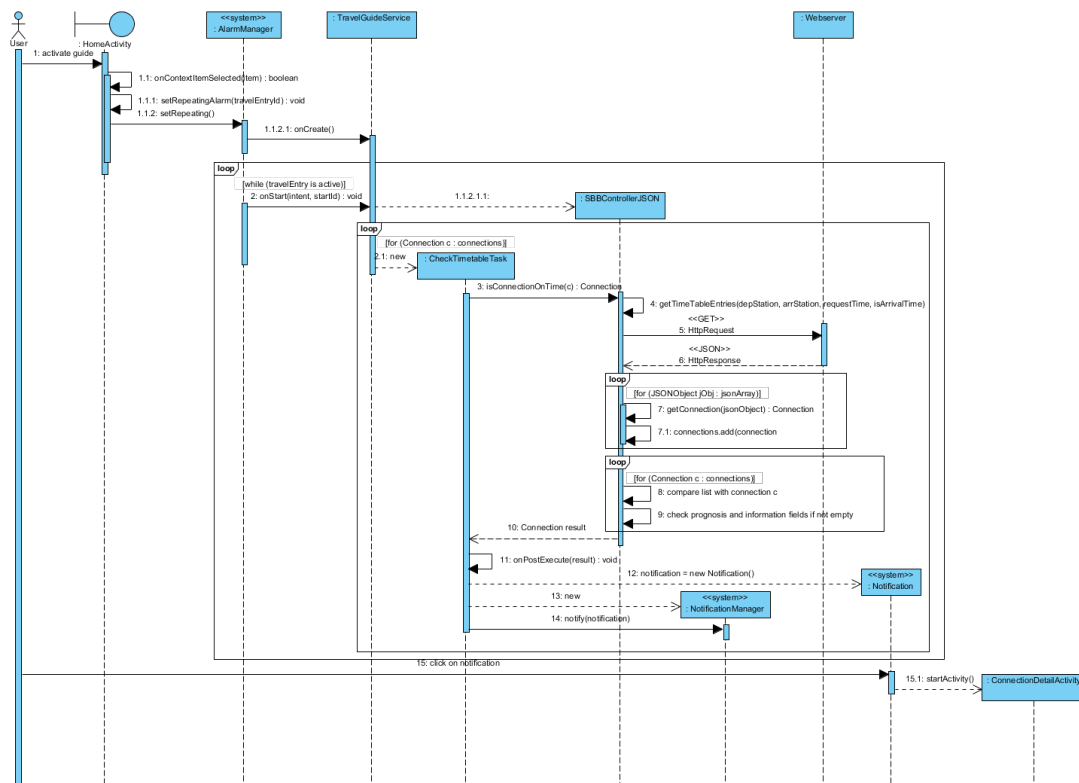 <<system>>
: AlarmManager
: TravelGuideService
: Webserver
User
: HomeActivity
1: activate guide
1.1: onContextItemSelected(item) : boolean
1.1.1: setRepeatingAlarm(travelEntryId) : void
1.1.2: setRepeating()
1.1.2.1: onCreate()
loop
[while (travelEntry is active)]
2: onStart(intent, startId) : void
1.1.2.1.1:
: SBBControllerJSON
loop
[for (Connection c : connections)]
2.1: new
: CheckTimetableTask
3: isConnectionOnTime(c) : Connection
4: getTimeTableEntries(depStation, arrStation, requestTime, isArrivalTime)
<<GET>>
5: HttpRequest
<<JSON>>
6: HttpResponse
loop
[for (JSONObject jObj : jsonArray)]
7: getConnection(jsonObject) : Connection
7.1: connections.add(connection
loop
[for (Connection c : connections)]
8: compare list with connection c
9: check prognosis and information fields if not empty
10: Connection result
11: onPostExecute(result) : void
12: notification = new Notification()
<<system>>
: Notification
13: new
<<system>>
: NotificationManager
14: notify(notification)
15: click on notification
15.1: startActivity()
: ConnectionDetailActivity